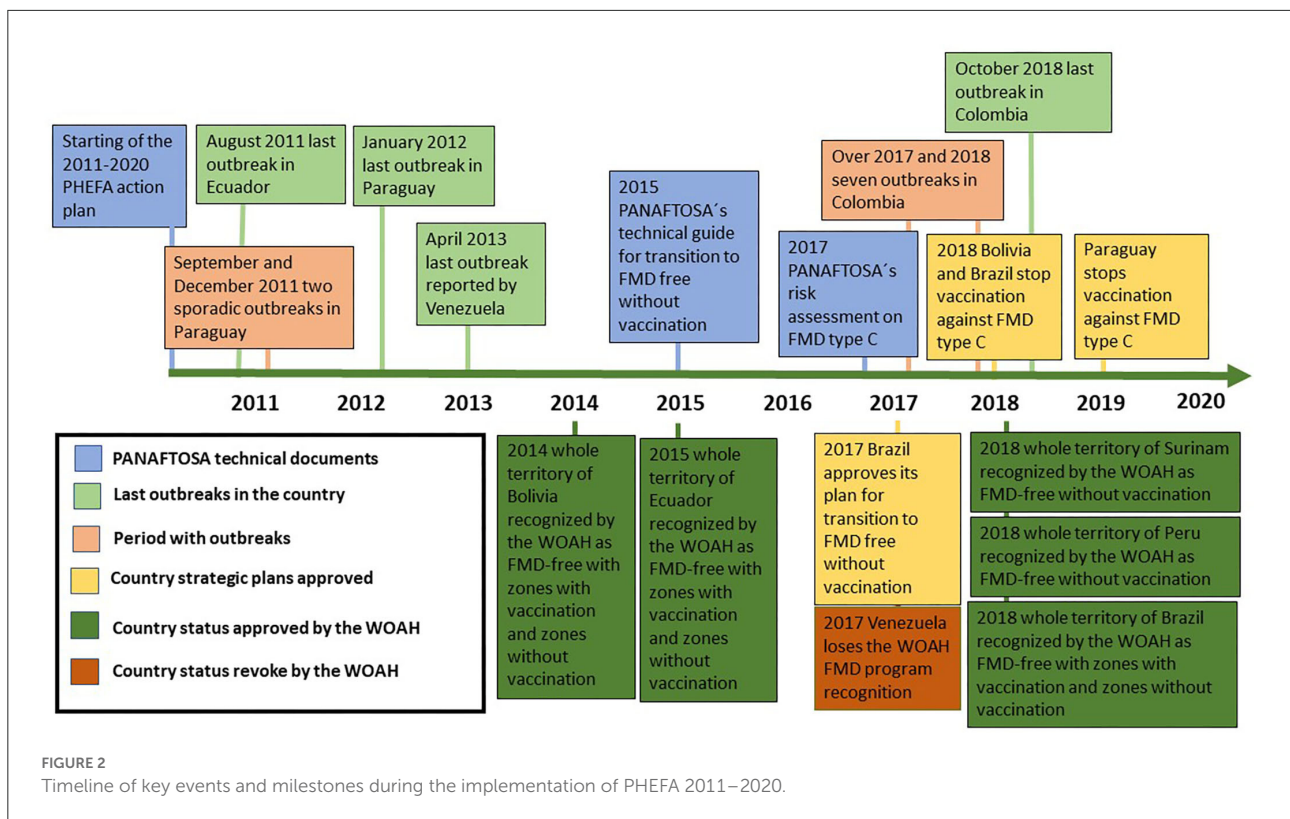 October 2018 last
outbreak in
Colombia
Starting of the
2011-2020
PHEFA action
plan
August 2011 last
outbreak in
Ecuador
January 2012
last outbreak in
Paraguay
Over 2017 and 2018
seven outbreaks in
Colombia
2015
PANAFTOSA´s
technical guide
for transition to
FMD free
without
vaccination
April 2013
last outbreak
reported by
Venezuela
September and
December 2011 two
sporadic outbreaks in
Paraguay
2017
PANAFTOSA´s
risk
assessment on
FMD type C
2018 Bolivia
and Brazil stop
vaccination
against FMD
type C
Paraguay
stops
vaccination
against FMD
type C
2011 2012 2013 2014 2015 2016 2017 2018 2019 2020
PANAFTOSA technical documents
Last outbreaks in the country
Period with outbreaks
Country strategic plans approved
Country status approved by the WOAH
Country status revoke by the WOAH
2014 whole
territory of
Bolivia
recognized by
the WOAH as
FMD-free with
zones with
vaccination
and zones
without
vaccination
2015 whole
territory of
Ecuador
recognized by
the WOAH as
FMD-free with
zones with
vaccination
and zones
without
vaccination
2017 Brazil
approves its
plan for
transition to
FMD free
without
vaccination
2017 Venezuela
loses the WOAH
FMD program
recognition
2018 whole territory of Surinam
recognized by the WOAH as
FMD-free without vaccination
2018 whole territory of Peru
recognized by the WOAH as
FMD-free without vaccination
2018 whole territory of Brazil
recognized by the WOAH as
FMD-free with zones with
vaccination and zones without
vaccination
FIGURE 2
Timeline of key events and milestones during the implementation of PHEFA 2011–2020.